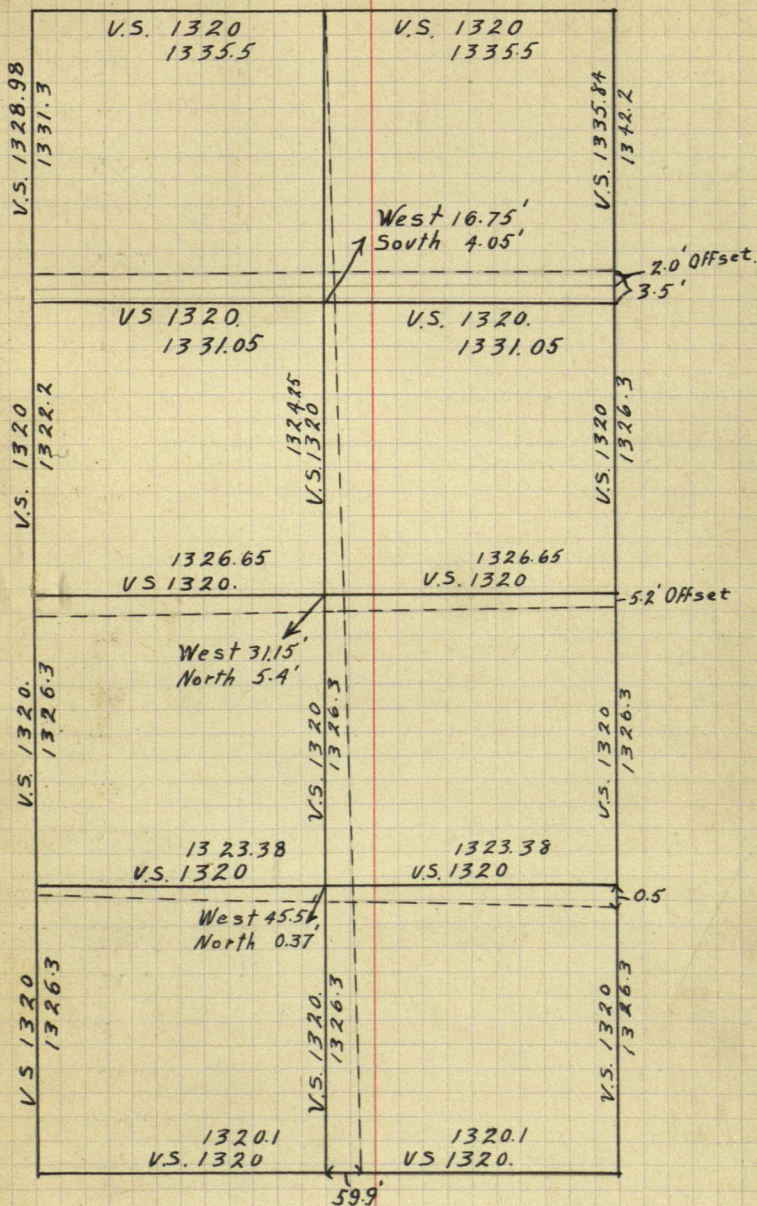 V.S. 1320
1335.5
V.S. 1320
1335.5
V.S. 1328.98
1331.3
V.S. 1335.84
1342.2
West 16.75'
South 4.05'
2.0' Offset.
3.5'
VS 1320.
1331.05
V.S. 1320.
1331.05
V.S. 1320
1322.2
1324.25
V.S. 1320
V.S. 1320
1326.3
1326.65
VS 1320.
1326.65
V.S. 1320
5.2' Offset
West 31.15'
North 5.4'
V.S. 1320.
1326.3
V.S. 1320
1326.3
V.S. 1320
1326.3
1323.38
V.S. 1320
1323.38
V.S. 1320
0.5
West 45.5'
North 0.37'
VS 1320
1326.3
V.S. 1320.
1326.3
V.S. 1320
1326.3
1320.1
V.S. 1320
1320.1
VS 1320.
59.9'